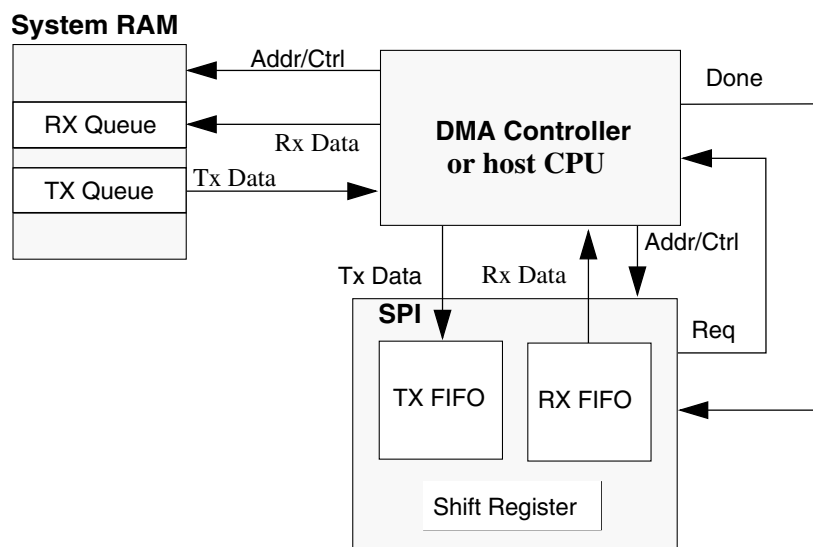 System RAM
Addr/Ctrl
Done
RX Queue
Rx Data
DMA Controller
or host CPU
TX Queue
Tx Data
Addr/Ctrl
Tx Data
Rx Data
SPI
Req
TX FIFO
RX FIFO
Shift Register